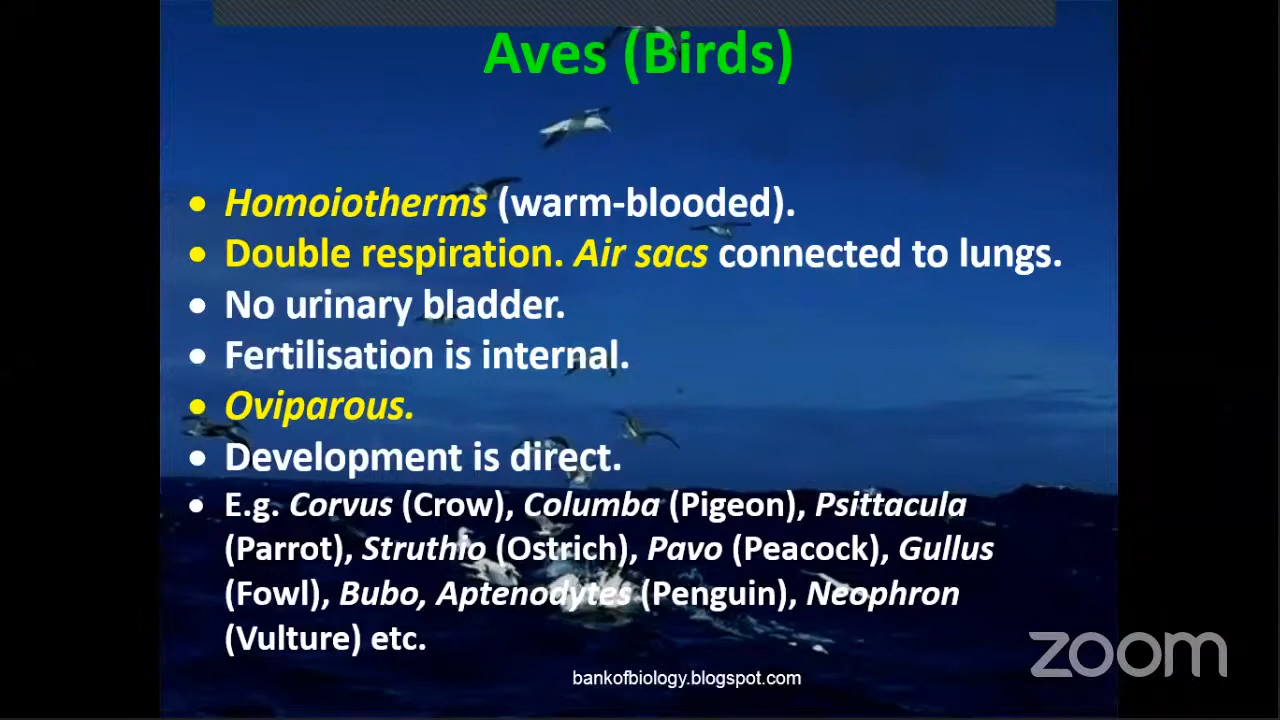 Aves (Birds)
• Homoiotherms (warm-blooded).
• Double respiration. Air sacs connected to lungs.
• No urinary bladder.
• Fertilisation is internal.
• Oviparous.
• Development is direct.
• E.g. Corvus (Crow), Columba (Pigeon), Psittacula
(Parrot), Struthio (Ostrich), Pavo (Peacock), Gullus
(Fowl), Bubo, Aptenodytes (Penguin), Neophron
(Vulture) etc.
zoom
bankofbiology.blogspot.com